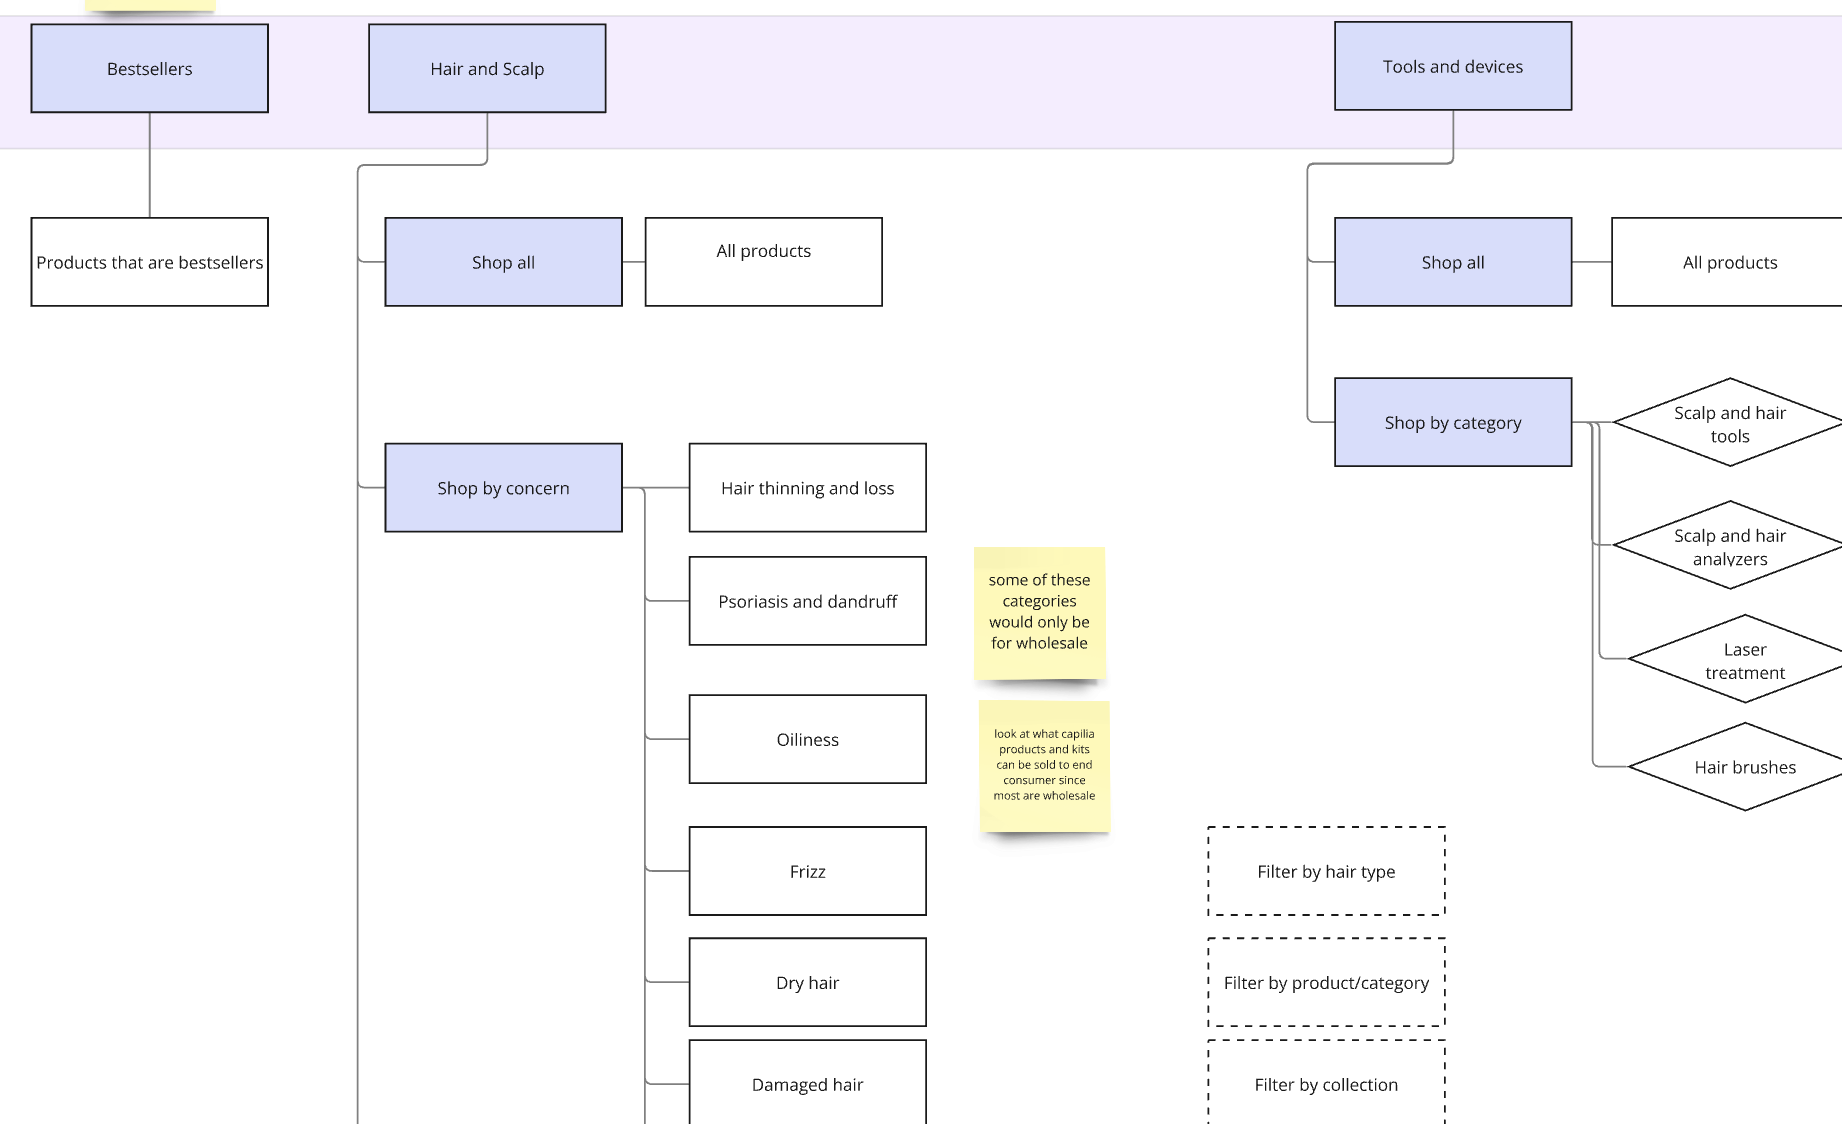 Bestsellers
Hair and Scalp
Tools and devices
Products that are bestsellers
Shop all
All products
Shop all
All products
Shop by concern
Hair thinning and loss
Psoriasis and dandruff
Oiliness
Frizz
Dry hair
Damaged hair
some of these
categories
would only be
for wholesale
look at what capilia
products and kits
can be sold to end
consumer since
most are wholesale
Shop by category
Scalp and hair
tools
Scalp and hair
analyzers
Laser
treatment
Hair brushes
Filter by hair type
Filter by product/category
Filter by collection